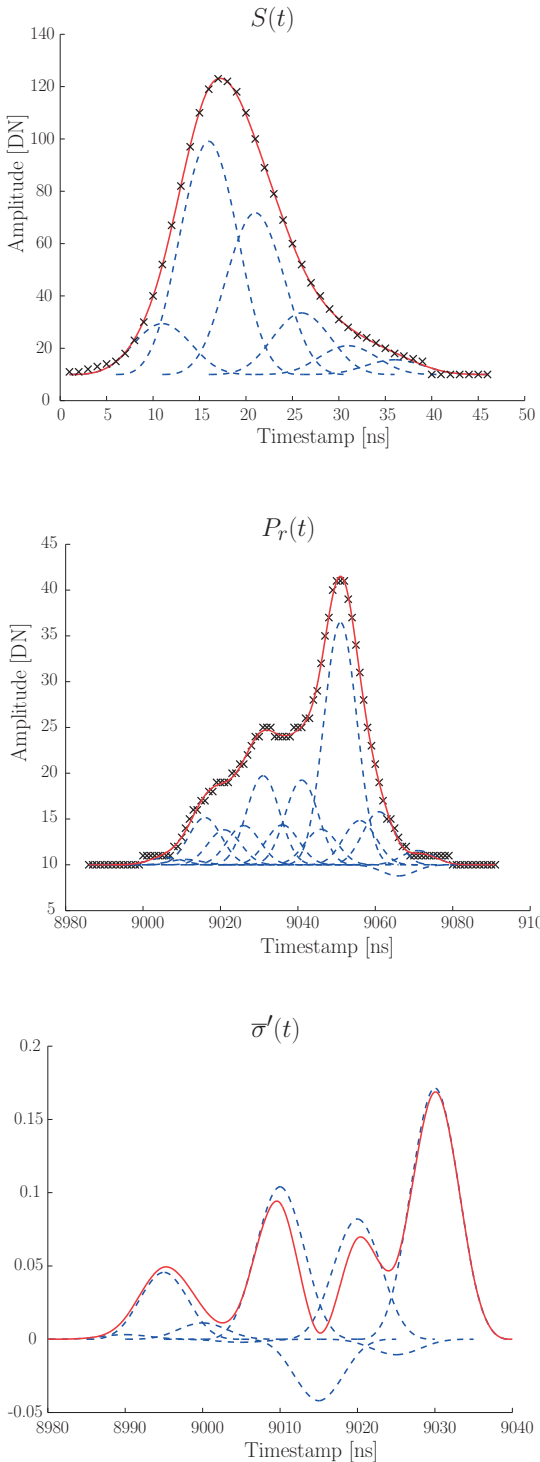 S(t)
140
120
100
80
60
40
20
0
Amplitude [DN]
0 5 10 15 20 25 30 35 40 45 50
Timestamp [ns]
P_r(t)
45
40
35
30
25
20
15
10
5
Amplitude [DN]
8980 9000 9020 9040 9060 9080 910
Timestamp [ns]
σ̅′(t)
0.2
0.15
0.1
0.05
0
-0.05
8980 8990 9000 9010 9020 9030 9040
Timestamp [ns]